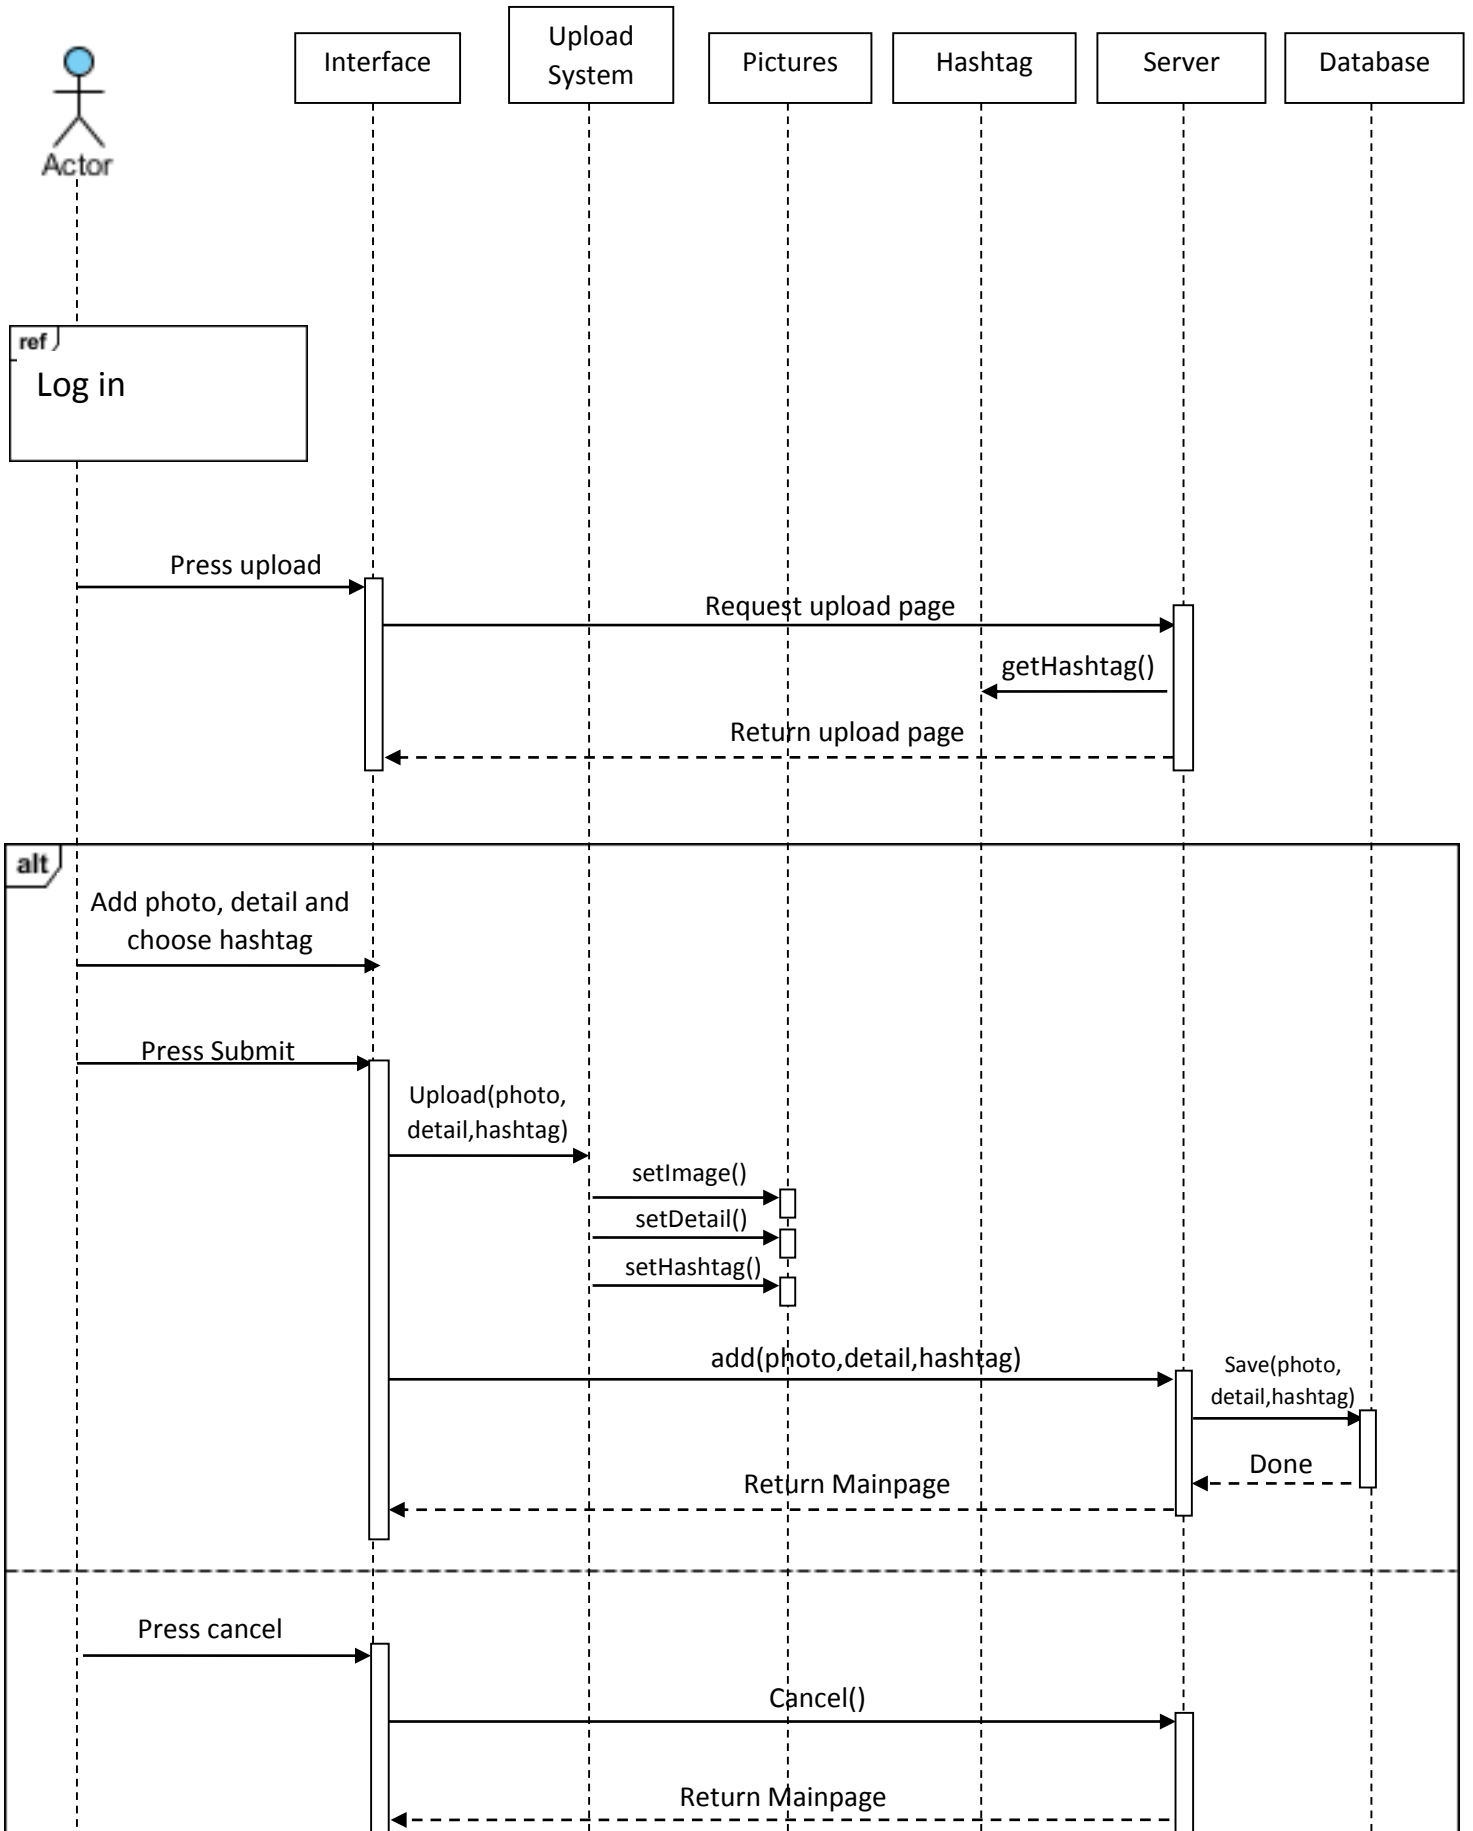 Upload
System
Interface
Pictures
Hashtag
Server
Database
Actor
ref
Log in
Press upload
Request upload page
getHashtag()
Return upload page
alt
Add photo, detail and
choose hashtag
Press Submit
Upload(photo,
detail,hashtag)
setImage()
setDetail()
setHashtag()
add(photo,detail,hashtag)
Save(photo,
detail,hashtag)
Done
Return Mainpage
Press cancel
Cancel()
Return Mainpage